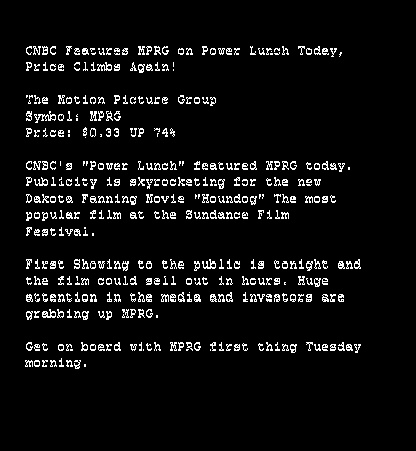 CNBC Features MPRG on Power Lunch Today,
Price Climbs Again!
The Motion Picture Group
Symbol: MPRG
Price: $0.33 UP 74%
CNBC's "Power Lunch" featured MPRG today.
Publicity is skyrocketing for the new
Dakota Fanning Movie "Houndog" The most
popular film at the Sundance Film
Festival.
First Showing to the public is tonight and
the film could sell out in hours. Huge
attention in the media and investors are
grabbing up MPRG.
Get on board with MPRG first thing Tuesday
morning.